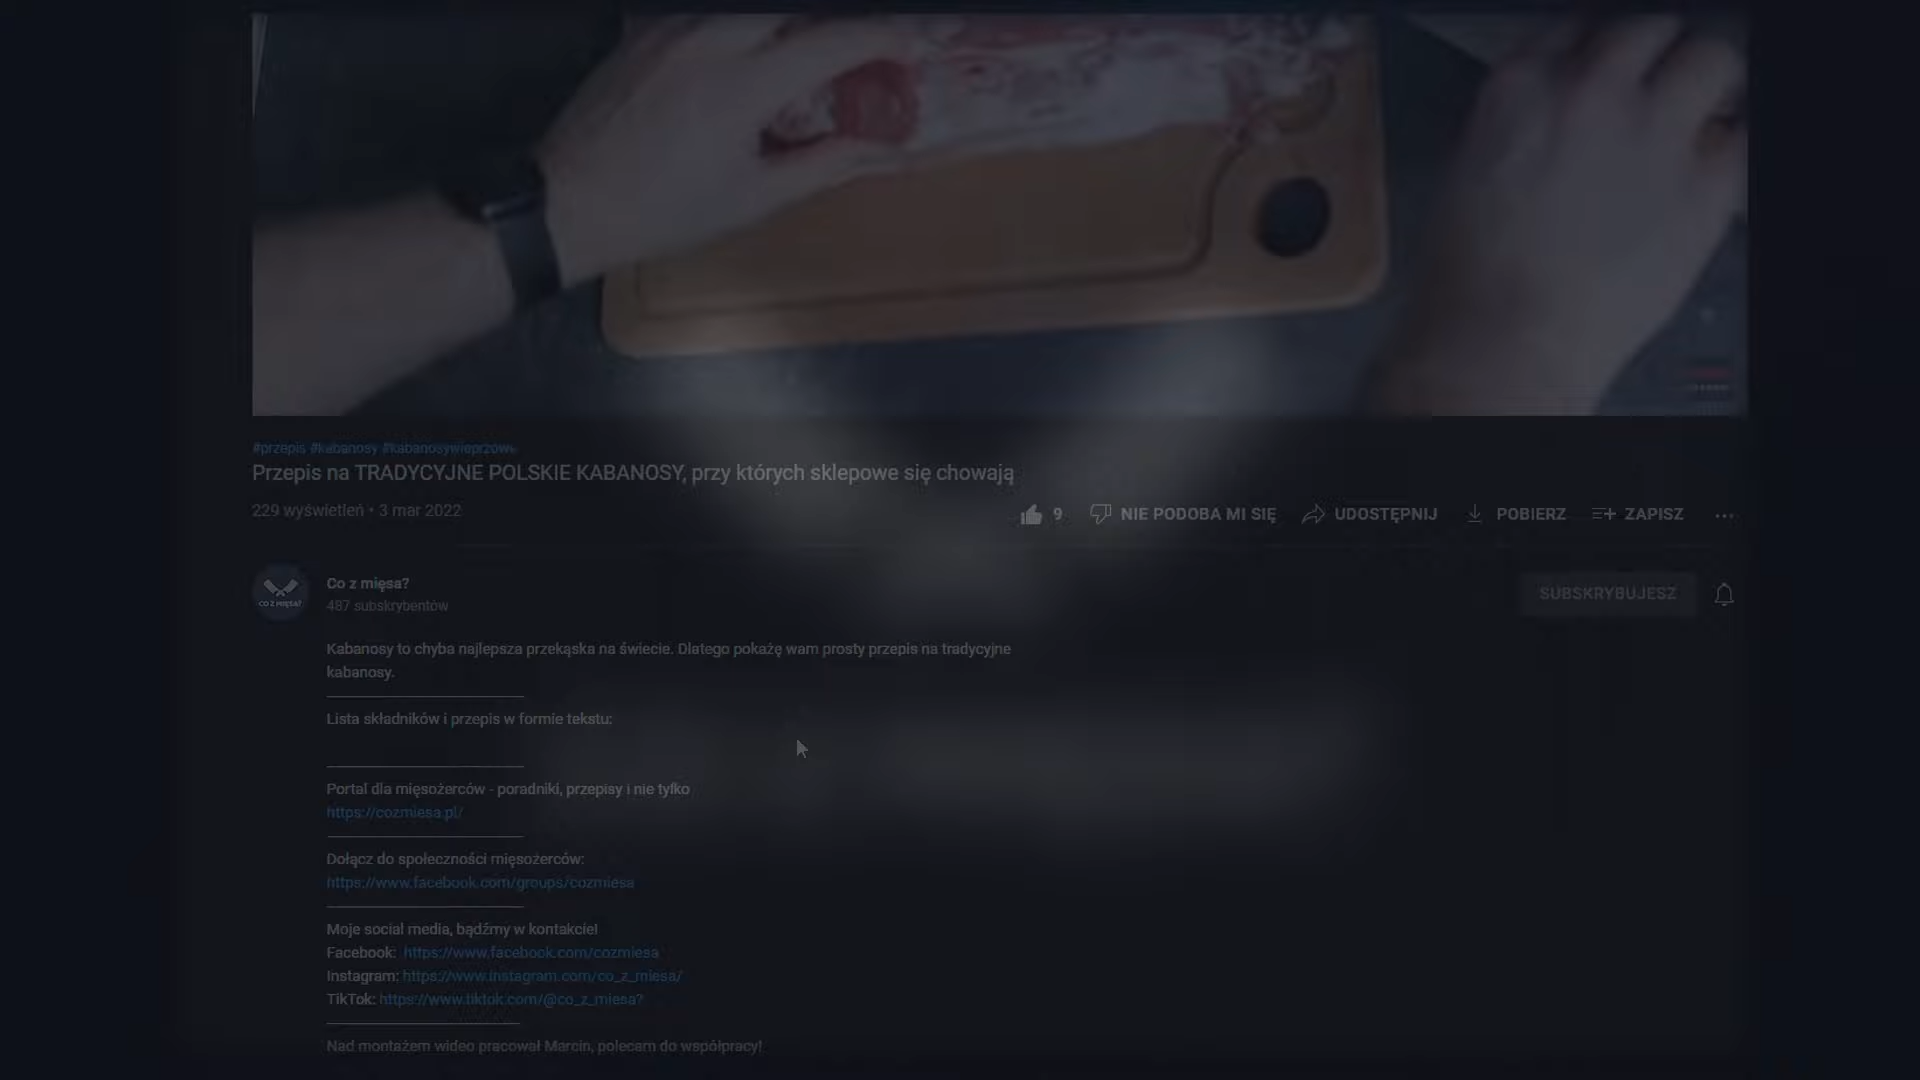 #przepis #kabanosy #kabanosywieprzowe
Przepis na TRADYCYJNE POLSKIE KABANOSY, przy których sklepowe się chowają
229 wyświetleń • 3 mar 2022
9 NIE PODOBA MI SIĘ UDOSTĘPNIJ POBIERZ ZAPISZ ...
CO Z MIĘSA?
Co z mięsa?
487 subskrybentów
SUBSKRYBUJESZ
Kabanosy to chyba najlepsza przekąska na świecie. Dlatego pokażę wam prosty przepis na tradycyjne
kabanosy.
Lista składników i przepis w formie tekstu:
Portal dla mięsożerców - poradniki, przepisy i nie tylko
https://cozmiesa.pl/
Dołącz do społeczności mięsożerców:
https://www.facebook.com/groups/cozmiesa
Moje social media, bądźmy w kontakcie!
Facebook: https://www.facebook.com/cozmiesa
Instagram: https://www.instagram.com/co_z_miesa/
TikTok: https://www.tiktok.com/@co_z_miesa?
Nad montażem wideo pracował Marcin, polecam do współpracy!